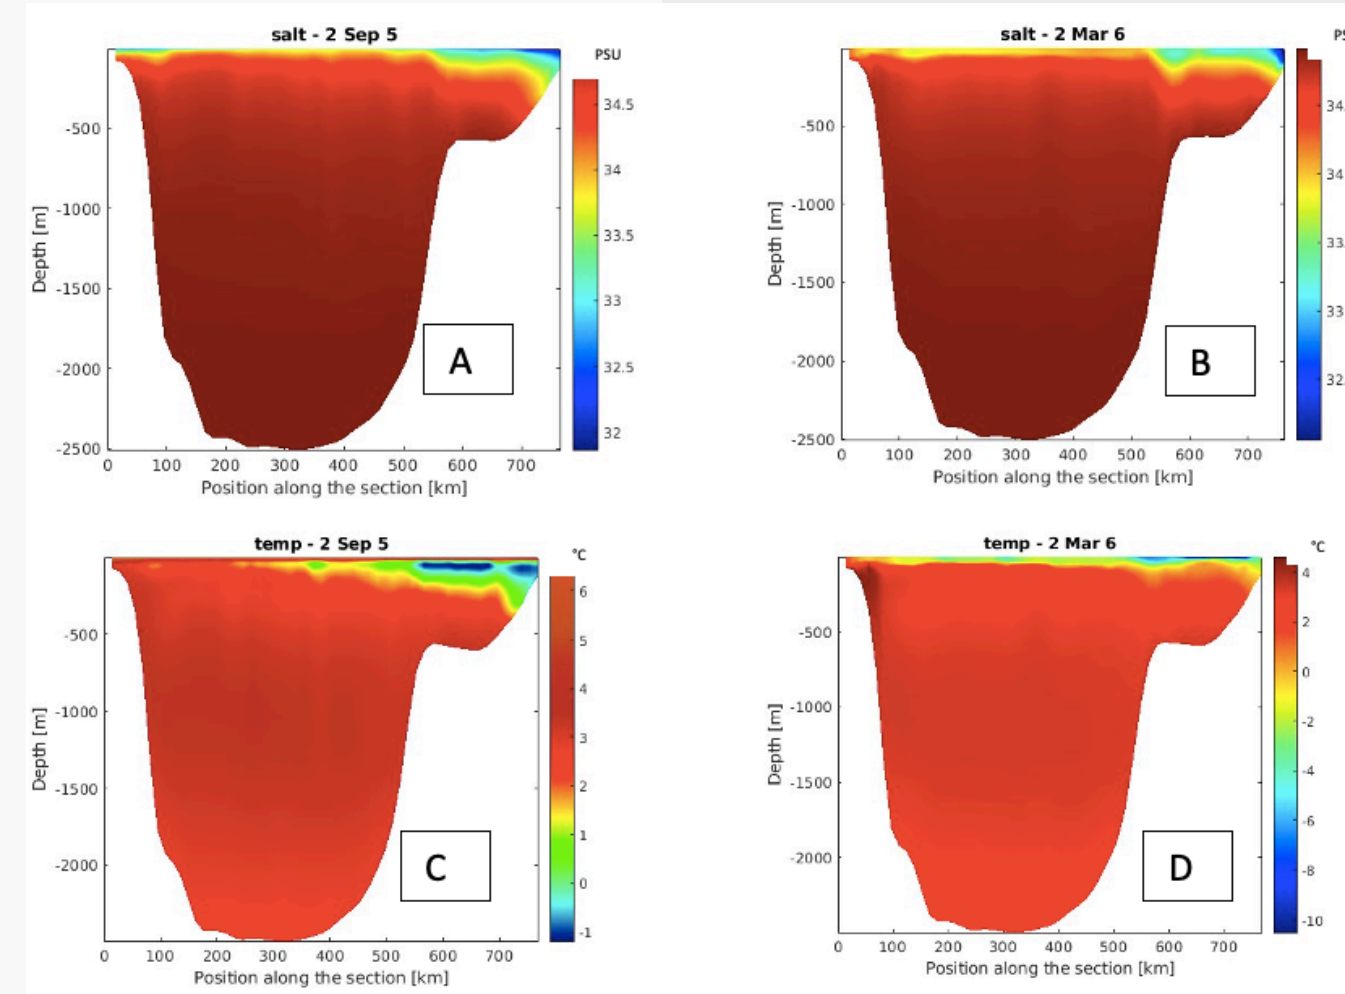 salt - 2 Sep 5
PSU
34.5
34
33.5
33
32.5
32
-500
-1000
-1500
-2000
-2500
Depth [m]
0 100 200 300 400 500 600 700
Position along the section [km]
A
salt - 2 Mar 6
PS
34.
34
33.
33
32.
-500
-1000
-1500
-2000
-2500
Depth [m]
0 100 200 300 400 500 600 700
Position along the section [km]
B
temp - 2 Sep 5
°C
6
5
4
3
2
1
0
-1
-500
-1000
-1500
-2000
Depth [m]
0 100 200 300 400 500 600 700
Position along the section [km]
C
temp - 2 Mar 6
°C
4
2
0
-2
-4
-6
-8
-10
-500
-1000
-1500
-2000
Depth [m]
0 100 200 300 400 500 600 700
Position along the section [km]
D